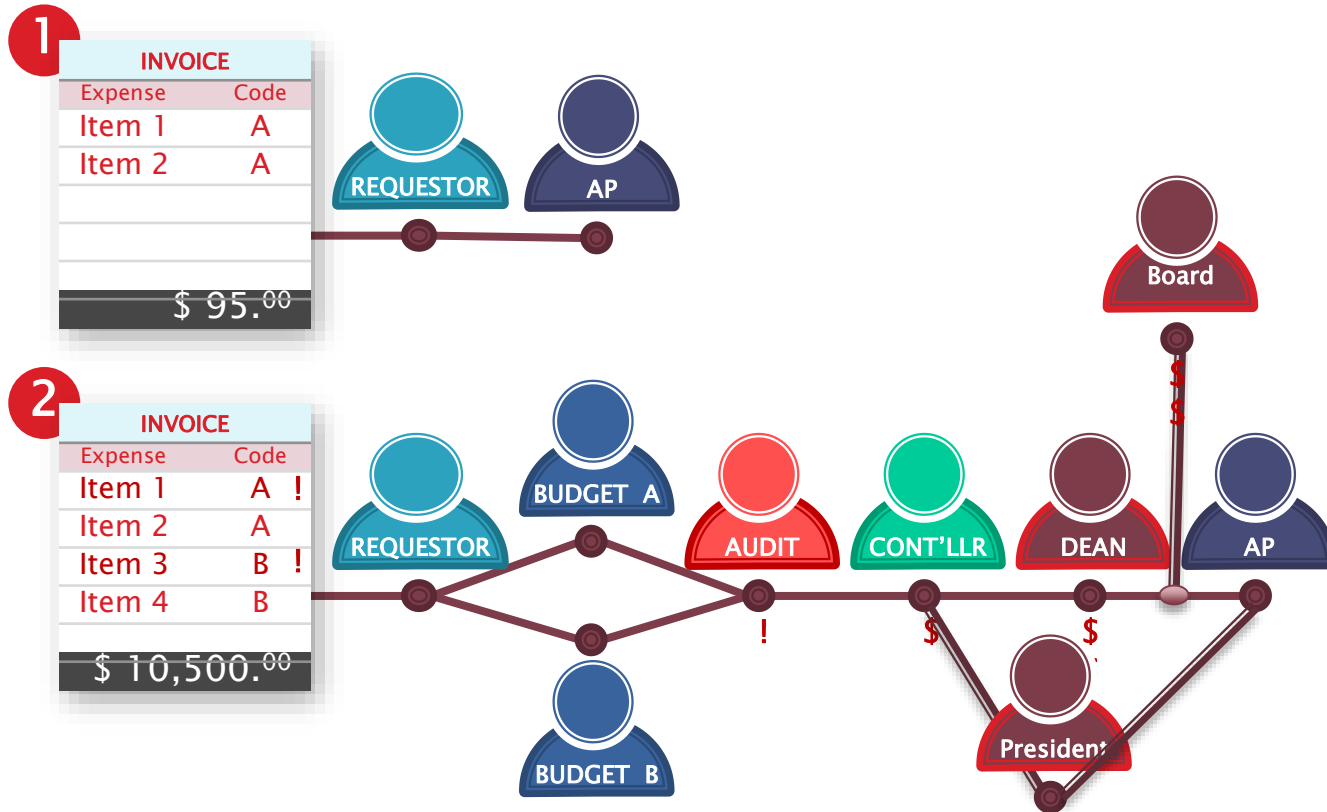 1
INVOICE
Expense Code
Item 1 A
Item 2 A
$ 95.00
REQUESTOR
AP
Board
$
$
2
INVOICE
Expense Code
Item 1 A !
Item 2 A
Item 3 B !
Item 4 B
$ 10,500.00
REQUESTOR
BUDGET A
BUDGET B
AUDIT
!
CONT'LLR
$
DEAN
$
President
AP